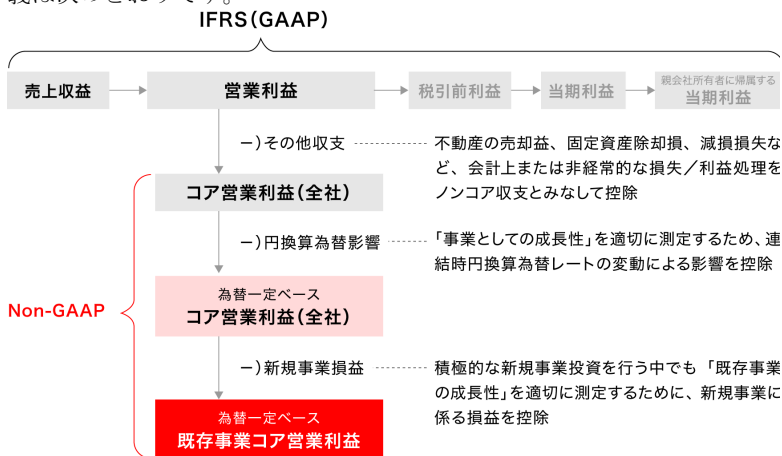 義は次のとおりです。
IFRS(GAAP)
売上収益
営業利益
税引前利益
当期利益
親会社所有者に帰属する
当期利益
ー)その他収支
不動産の売却益、固定資産除却損、減損損失な
ど、会計上または非経常的な損失／利益処理を
ノンコア収支とみなして控除
コア営業利益(全社)
ー)円換算為替影響
「事業としての成長性」を適切に測定するため、連
結時円換算為替レートの変動による影響を控除
Non-GAAP
為替一定ベース
コア営業利益(全社)
ー)新規事業損益
積極的な新規事業投資を行う中でも「既存事業
の成長性」を適切に測定するために、新規事業に
係る損益を控除
為替一定ベース
既存事業コア営業利益